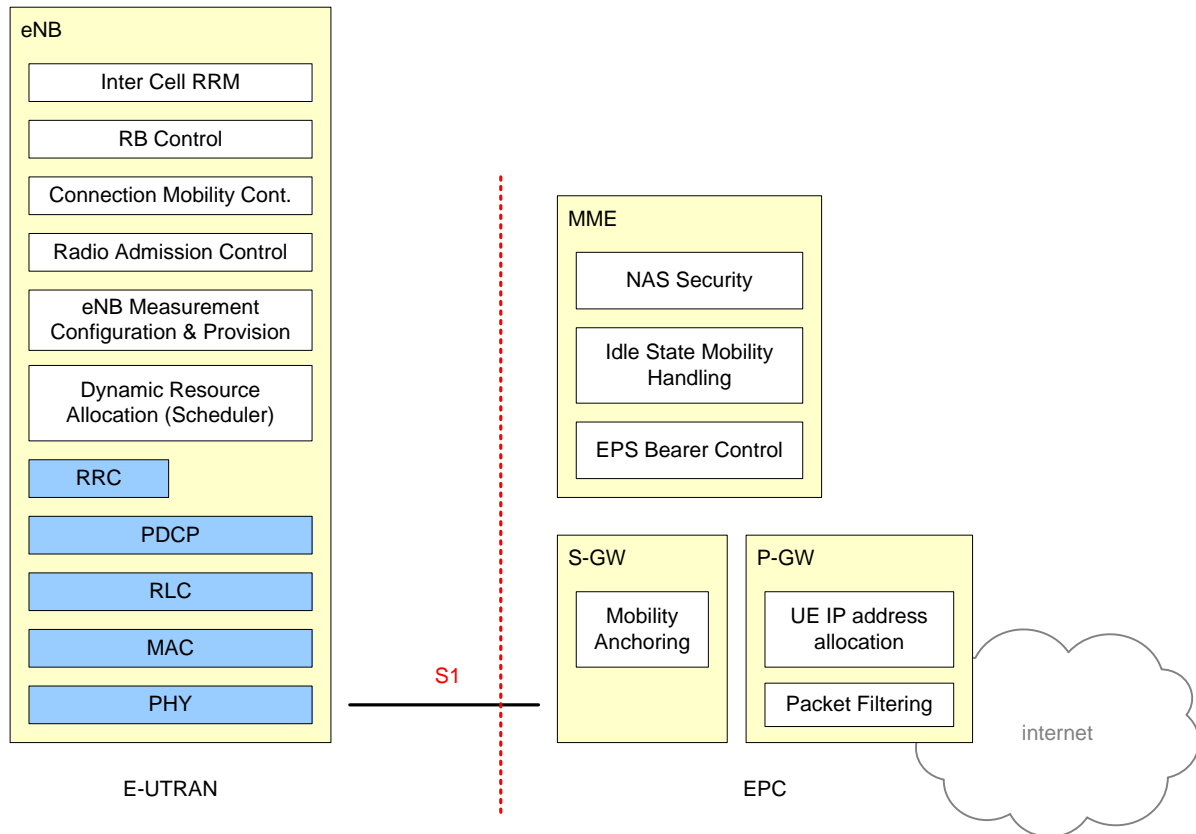 eNB
Inter Cell RRM
RB Control
Connection Mobility Cont.
Radio Admission Control
eNB Measurement
Configuration & Provision
Dynamic Resource
Allocation (Scheduler)
RRC
PDCP
RLC
MAC
PHY
S1
MME
NAS Security
Idle State Mobility
Handling
EPS Bearer Control
S-GW
Mobility
Anchoring
P-GW
UE IP address
allocation
Packet Filtering
internet
E-UTRAN
EPC